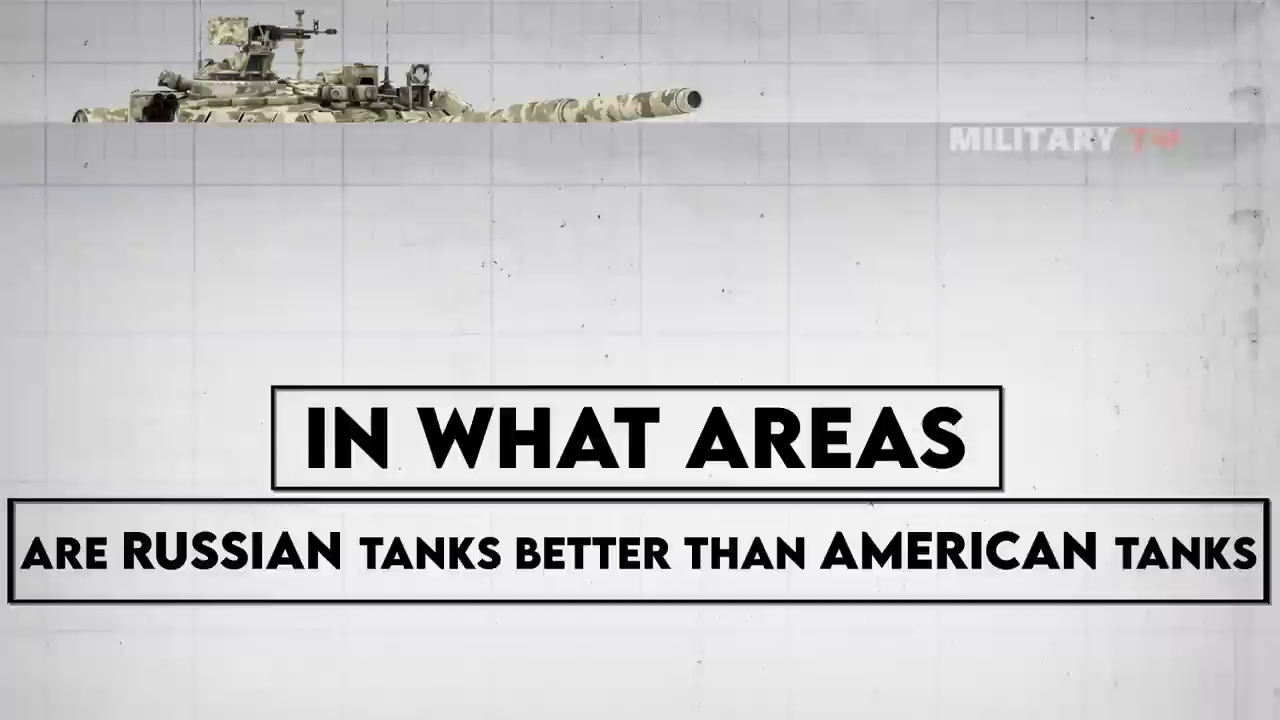 MILITARY TV
IN WHAT AREAS
ARE RUSSIAN TANKS BETTER THAN AMERICAN TANKS